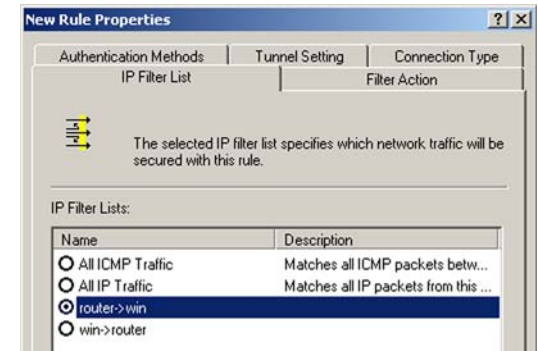 New Rule Properties
Authentication Methods Tunnel Setting Connection Type
IP Filter List Filter Action
The selected IP filter list specifies which network traffic will be
secured with this rule.
IP Filter Lists:
Name Description
All ICMP Traffic Matches all ICMP packets betw...
All IP Traffic Matches all IP packets from this ...
router->win
win->router